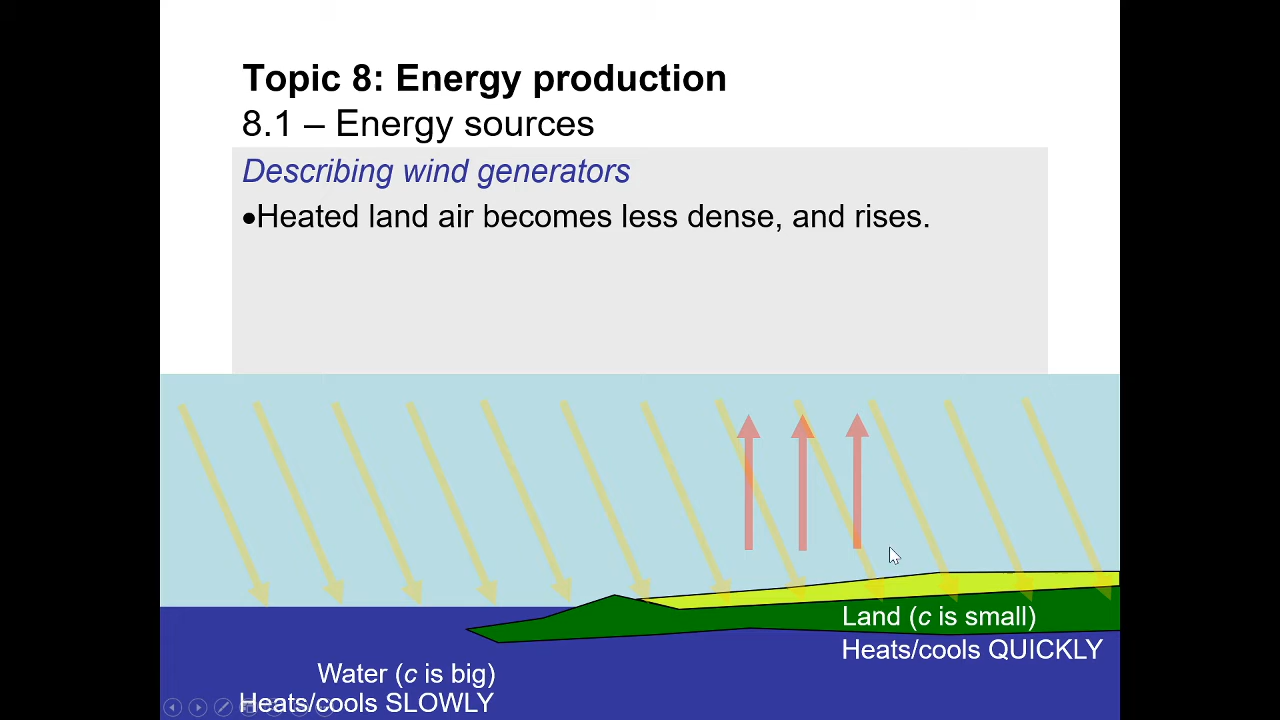 Topic 8: Energy production
8.1 – Energy sources
Describing wind generators
●Heated land air becomes less dense, and rises.
Land (c is small)
Heats/cools QUICKLY
Water (c is big)
Heats/cools SLOWLY